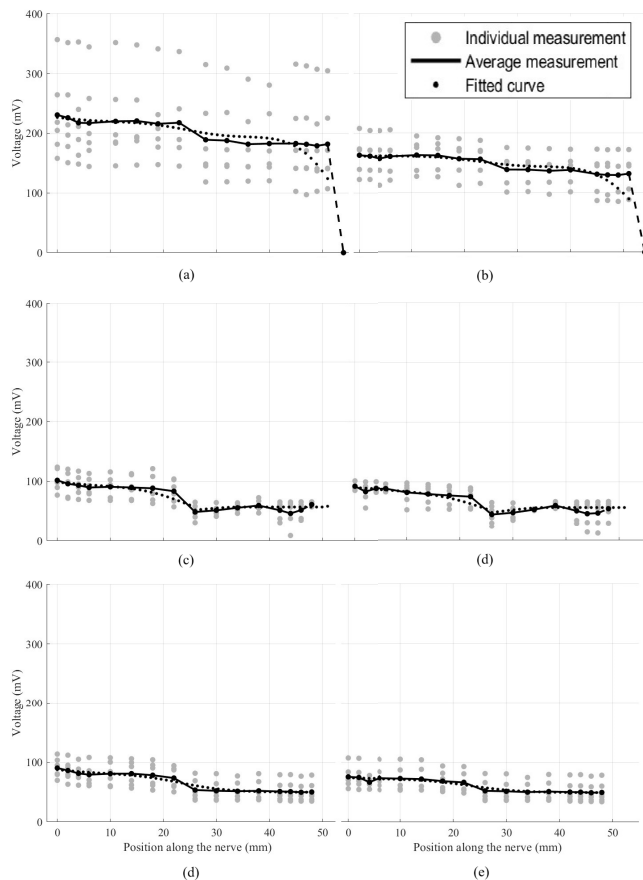 Individual measurement
Average measurement
Fitted curve
400
300
200
100
0
Voltage (mV)
(a)
(b)
400
300
200
100
0
Voltage (mV)
(c)
(d)
400
300
200
100
0
Voltage (mV)
0 10 20 30 40 50
0 10 20 30 40 50
Position along the nerve (mm)
Position along the nerve (mm)
(d)
(e)